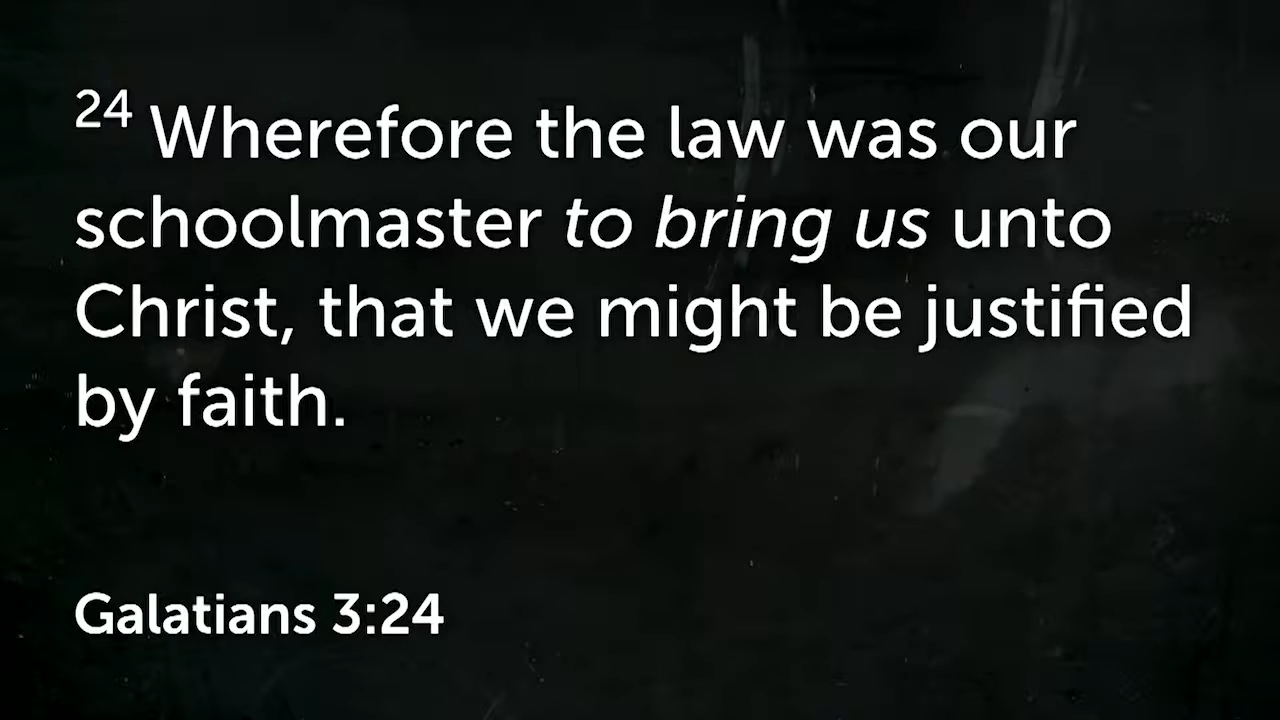 24 Wherefore the law was our
schoolmaster to bring us unto
Christ, that we might be justified
by faith.
Galatians 3:24